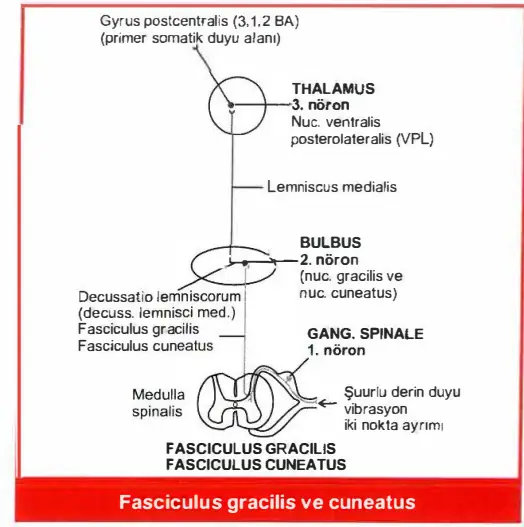 Gyrus postcentralis (3,1,2 BA)
(primer somatik duyu alanı)
THALAMUS
3. nöron
Nuc. ventralis
posterolateralis (VPL)
Lemniscus medialis
BULBUS
2. nöron
(nuc. gracilis ve
nuc. cuneatus)
Decussatio lemniscorum
(decuss. lemnisci med.)
Fasciculus gracilis
Fasciculus cuneatus
GANG. SPINALE
1. nöron
Medulla
spinalis
Şuurlu derin duyu
vibrasyon
iki nokta ayrımı
FASCICULUS GRACILIS
FASCICULUS CUNEATUS
Fasciculus gracilis ve cuneatus